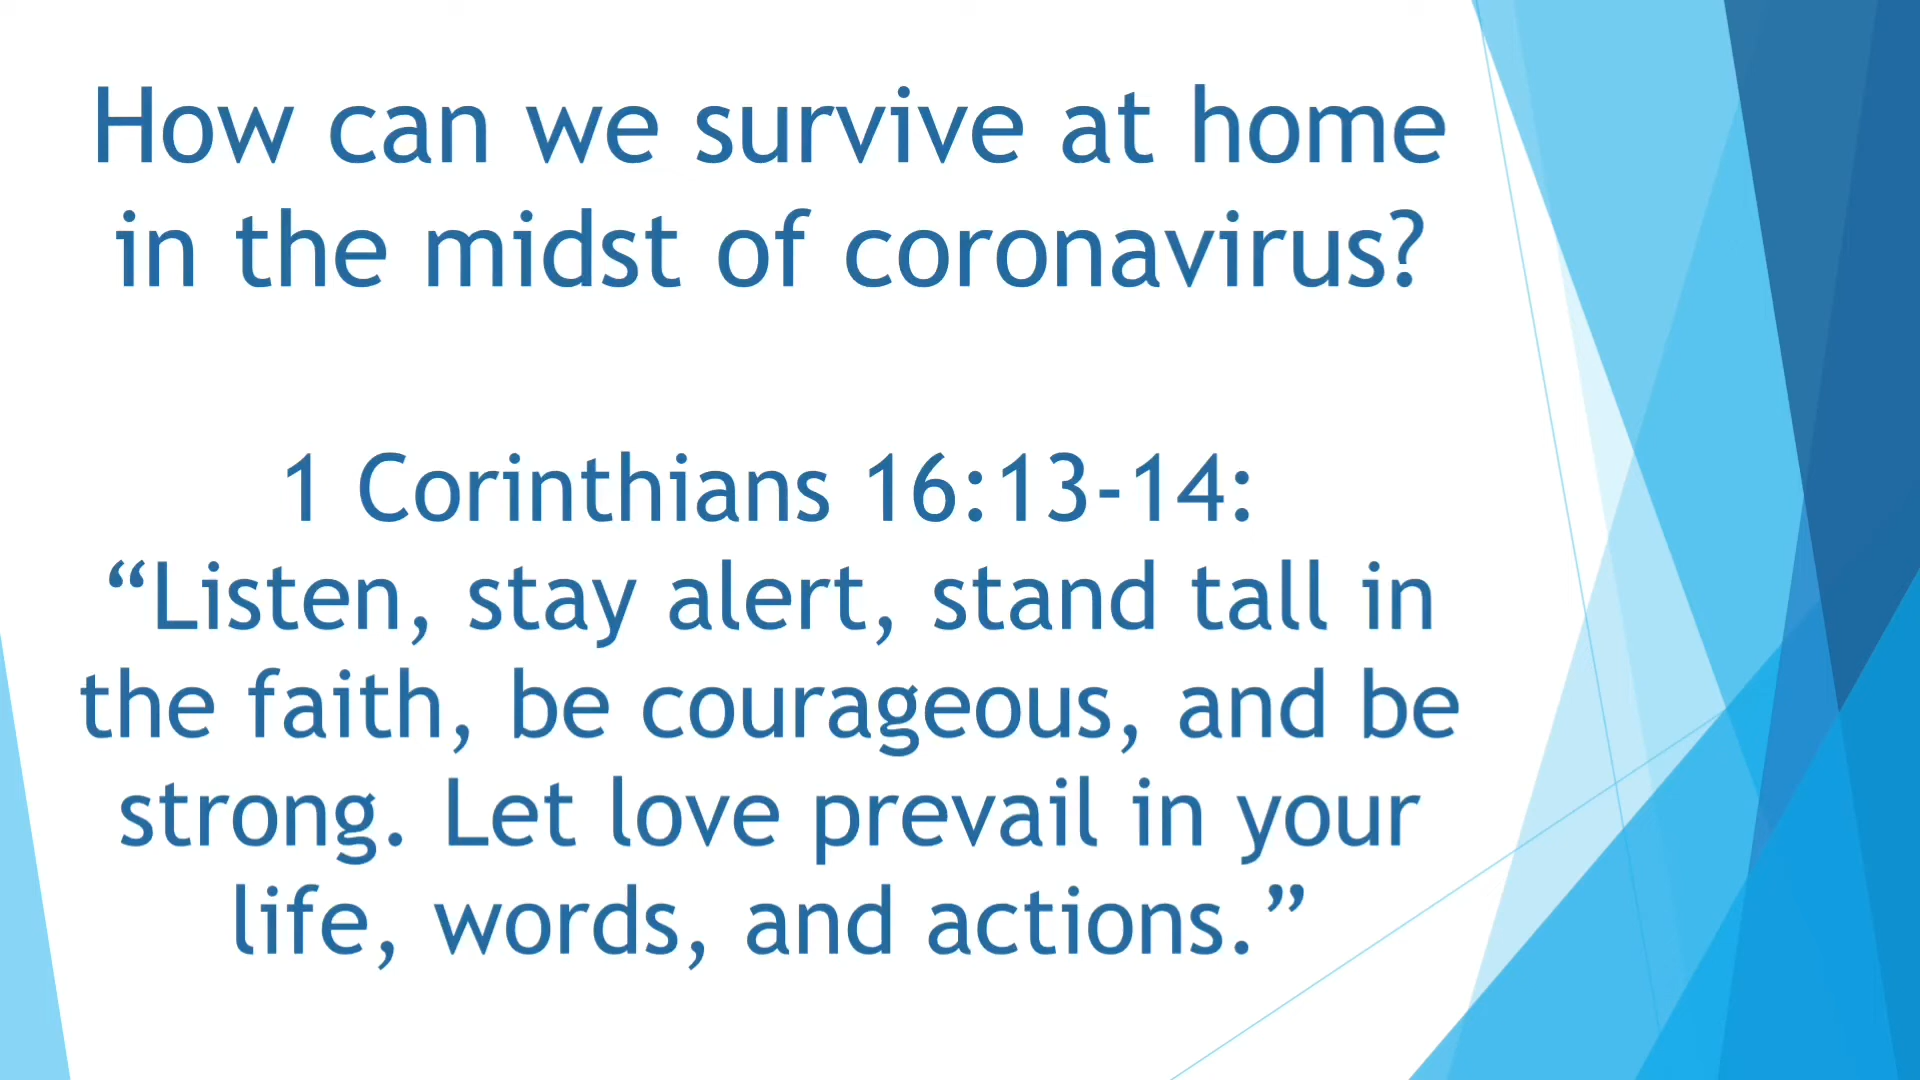 How can we survive at home
in the midst of coronavirus?
1 Corinthians 16:13-14:
“Listen, stay alert, stand tall in
the faith, be courageous, and be
strong. Let love prevail in your
life, words, and actions.”